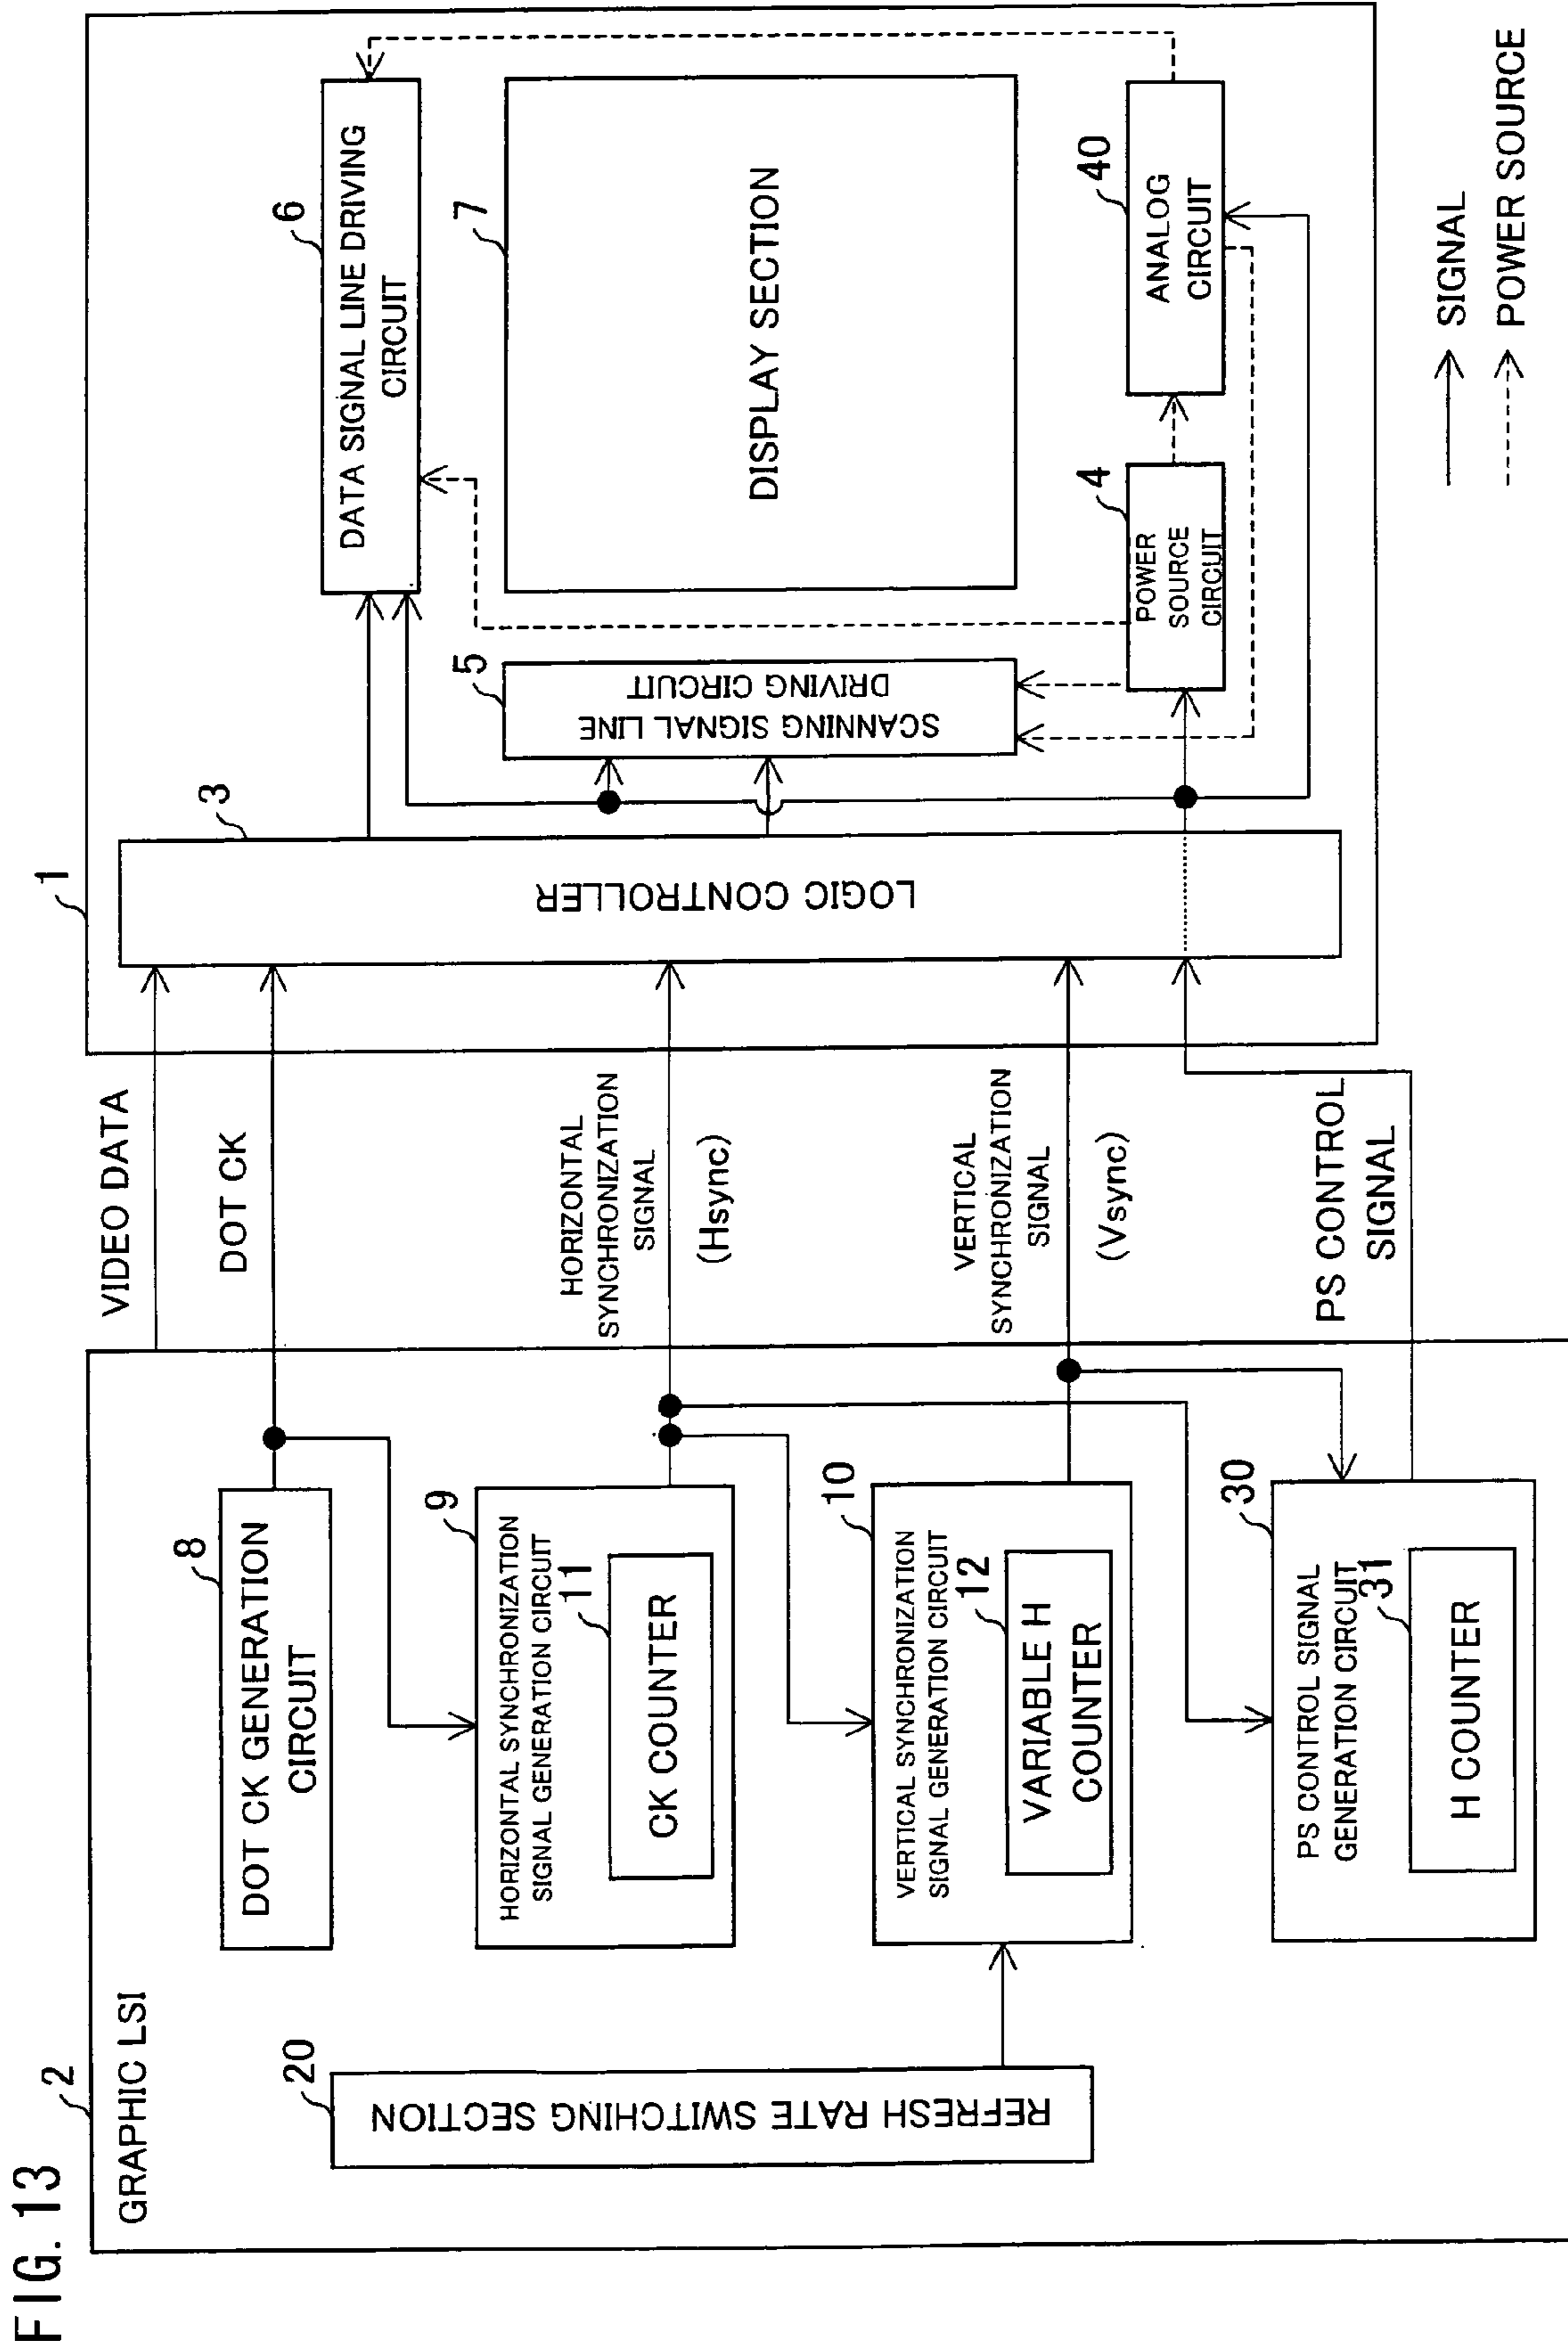 FIG. 13
2
GRAPHIC LSI
20
REFRESH RATE SWITCHING SECTION
8
DOT CK GENERATION
CIRCUIT
9
HORIZONTAL SYNCHRONIZATION
SIGNAL GENERATION CIRCUIT
11
CK COUNTER
10
VERTICAL SYNCHRONIZATION
SIGNAL GENERATION CIRCUIT
12
VARIABLE H
COUNTER
30
PS CONTROL SIGNAL
GENERATION CIRCUIT
31
H COUNTER
VIDEO DATA
DOT CK
HORIZONTAL
SYNCHRONIZATION
SIGNAL
(Hsync)
VERTICAL
SYNCHRONIZATION
SIGNAL
(Vsync)
PS CONTROL
SIGNAL
1
3
LOGIC CONTROLLER
6
DATA SIGNAL LINE DRIVING
CIRCUIT
5
SCANNING SIGNAL LINE
DRIVING CIRCUIT
7
DISPLAY SECTION
4
POWER
SOURCE
CIRCUIT
40
ANALOG
CIRCUIT
SIGNAL
POWER SOURCE